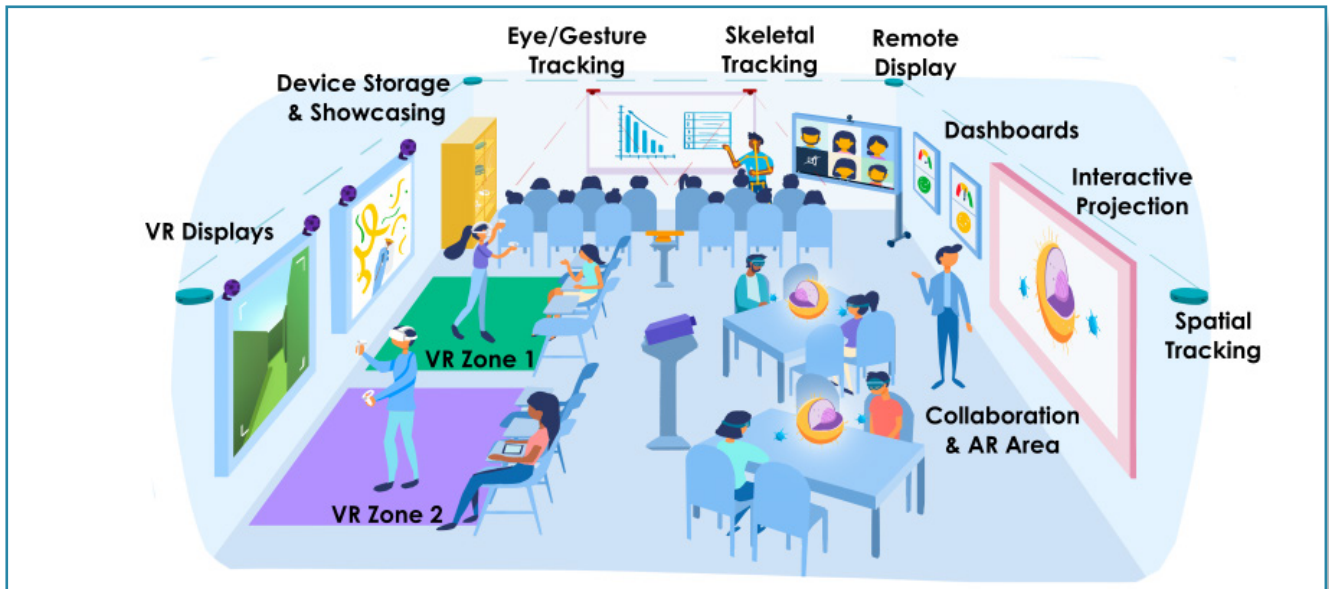 Eye/Gesture
Tracking
Skeletal
Tracking
Remote
Display
Device Storage
& Showcasing
Dashboards
Interactive
Projection
VR Displays
Spatial
Tracking
VR Zone 1
Collaboration
& AR Area
VR Zone 2